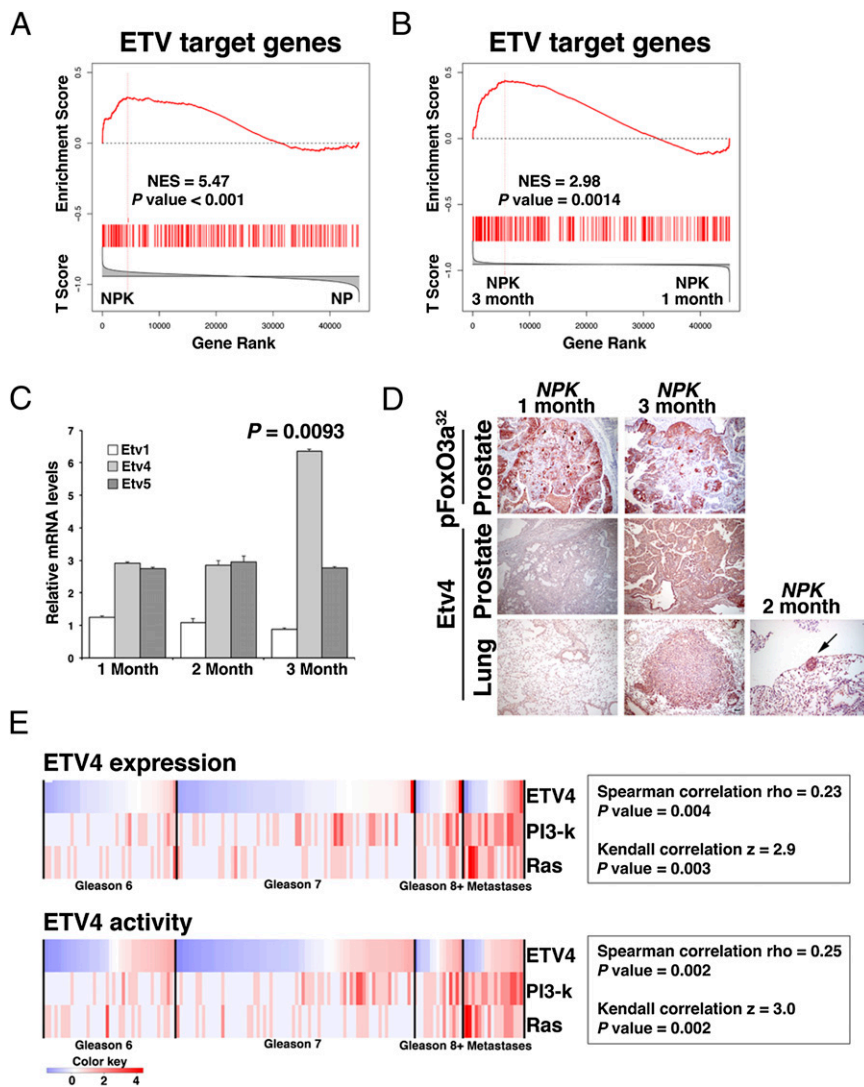 A
ETV target genes
Enrichment Score
T Score
0.5
0.0
−0.5
−1.0
NES = 5.47
P value < 0.001
NPK
NP
0
10000
20000
30000
40000
Gene Rank
B
ETV target genes
Enrichment Score
T Score
0.5
0.0
−0.5
−1.0
NES = 2.98
P value = 0.0014
NPK
3 month
NPK
1 month
0
10000
20000
30000
40000
Gene Rank
C
P = 0.0093
Relative mRNA levels
7
6
5
4
3
2
1
0
Etv1
Etv4
Etv5
1 Month
2 Month
3 Month
D
NPK
1 month
NPK
3 month
pFoxO3a³²
Prostate
Etv4
Prostate
Lung
NPK
2 month
E
ETV4 expression
ETV4
PI3-k
Ras
Gleason 6
Gleason 7
Gleason 8+ Metastases
Spearman correlation rho = 0.23
P value = 0.004
Kendall correlation z = 2.9
P value = 0.003
ETV4 activity
ETV4
PI3-k
Ras
Gleason 6
Gleason 7
Gleason 8+ Metastases
Spearman correlation rho = 0.25
P value = 0.002
Kendall correlation z = 3.0
P value = 0.002
Color key
0
2
4